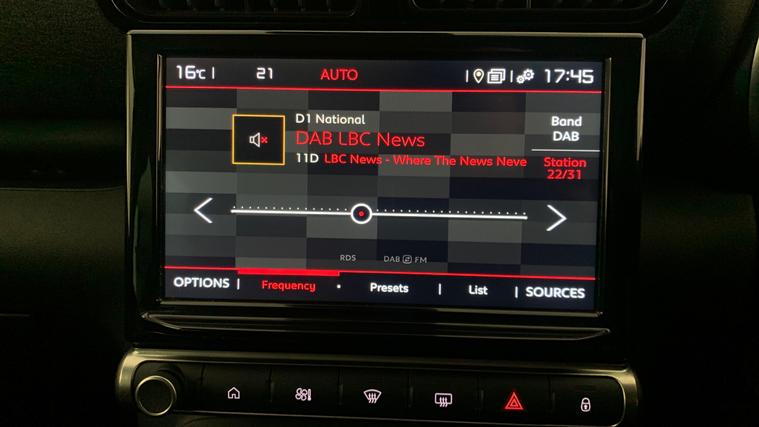 16°C | 21 AUTO | | 17:45
D1 National
DAB LBC News
11D LBC News - Where The News Neve
Band
DAB
Station
22/31
RDS DAB FM
OPTIONS | Frequency • Presets | List | SOURCES